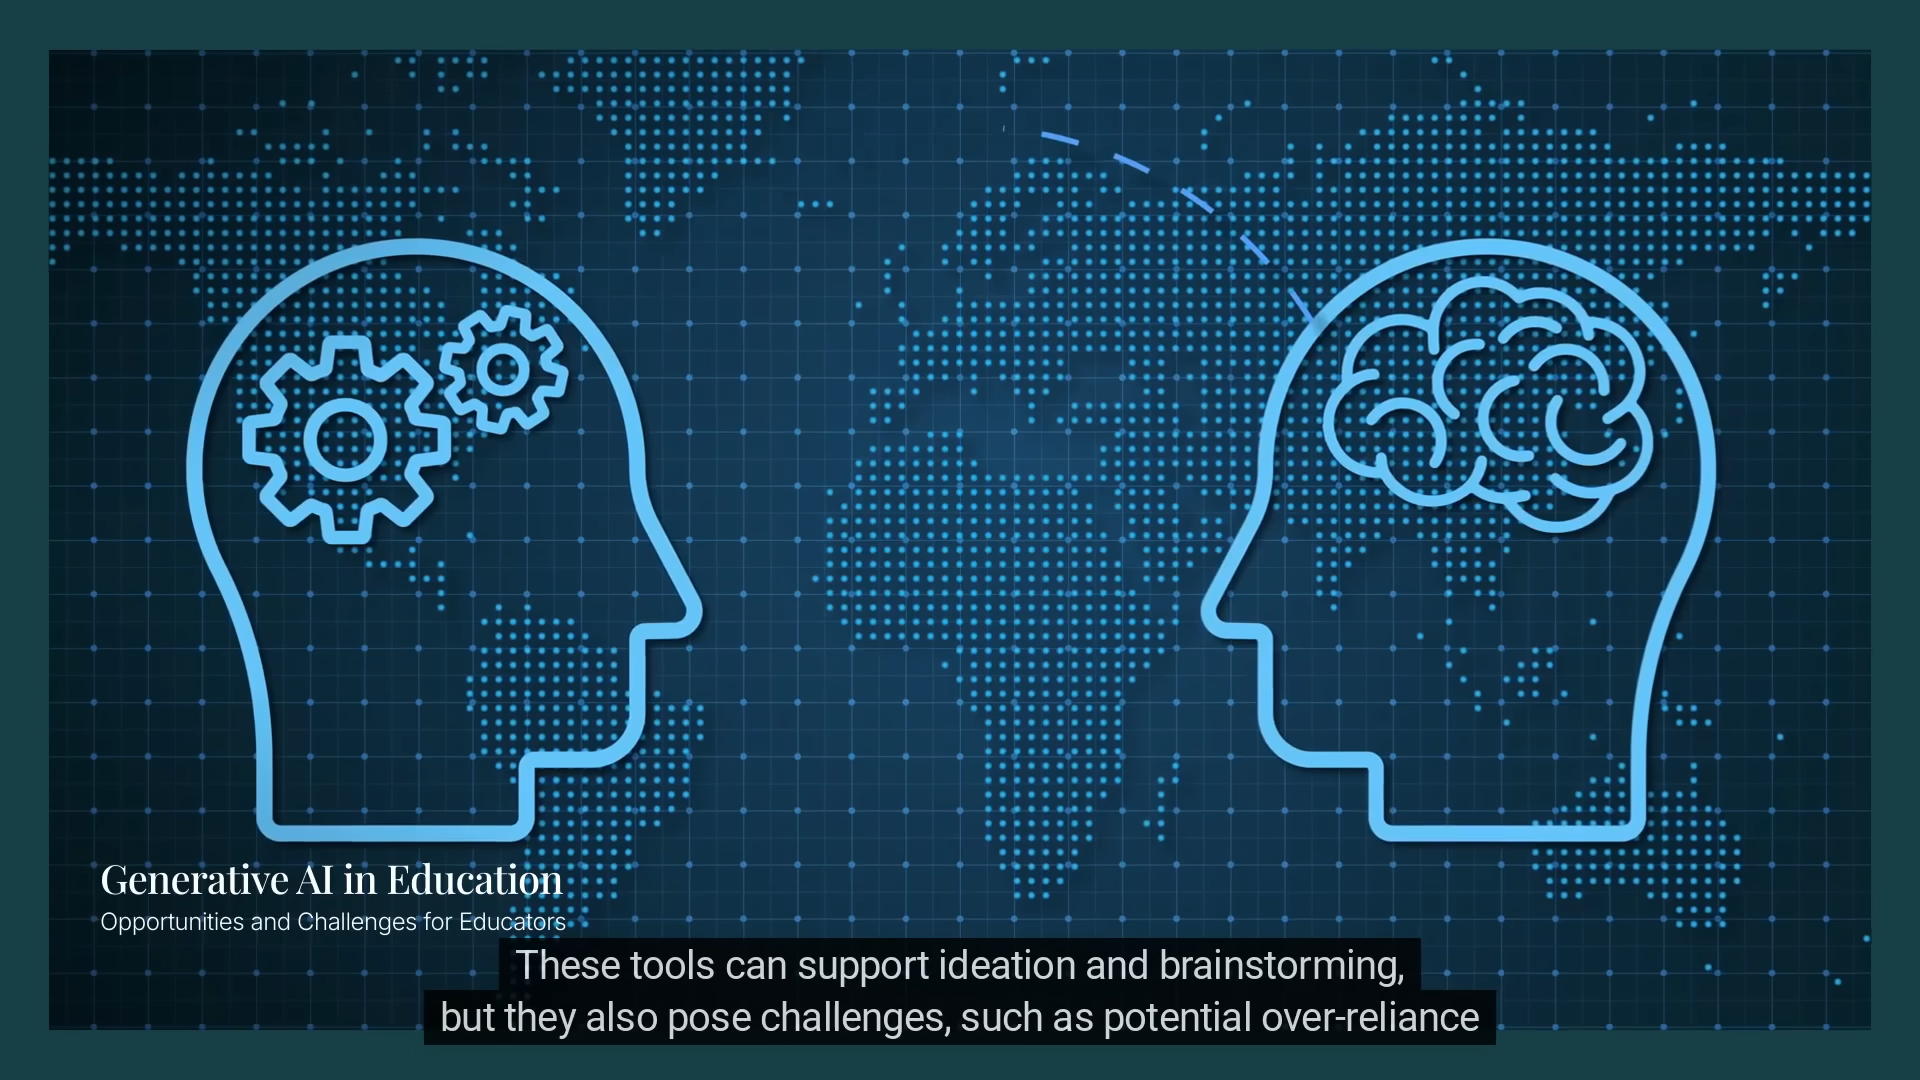 Generative AI in Education
Opportunities and Challenges for Educators
These tools can support ideation and brainstorming,
but they also pose challenges, such as potential over-reliance